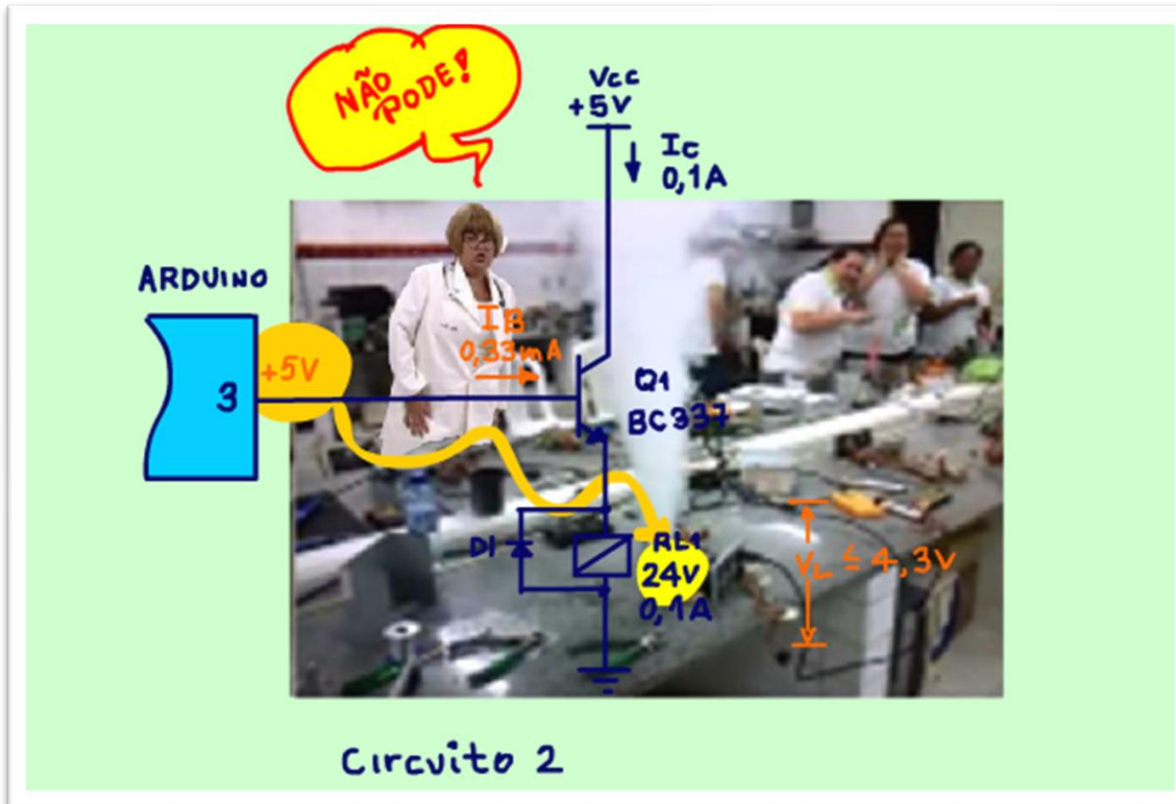 NÃO
PODE!
Vcc
+5V
Ic
0,1A
ARDUINO
3
+5V
IB
0,33mA
Q1
BC337
D1
RL1
24V
0,1A
VL ≤ 4,3V
Circuito 2